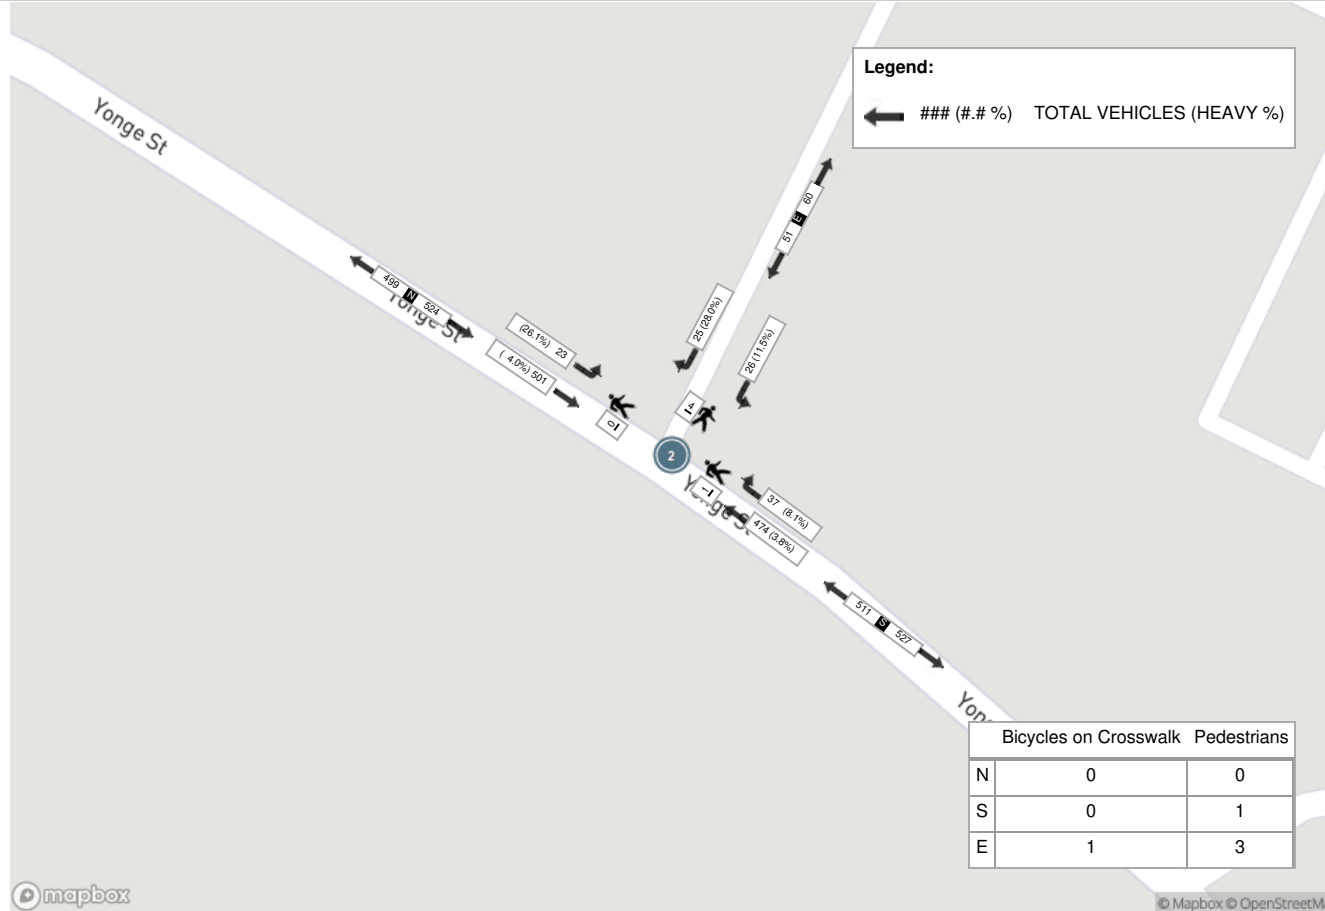 Legend:
### (#.# %) TOTAL VEHICLES (HEAVY %)
Yonge St
51 E 60
499 N 524
Yonge St
25 (28.0%)
26 (11.5%)
(26.1%) 23
( 4.0%) 501
4
0
2
1
Yonge St
37 (8.1%)
474 (3.8%)
511 S 527
Yong
Bicycles on Crosswalk Pedestrians
N 0 0
S 0 1
E 1 3
mapbox
© Mapbox © OpenStreetM